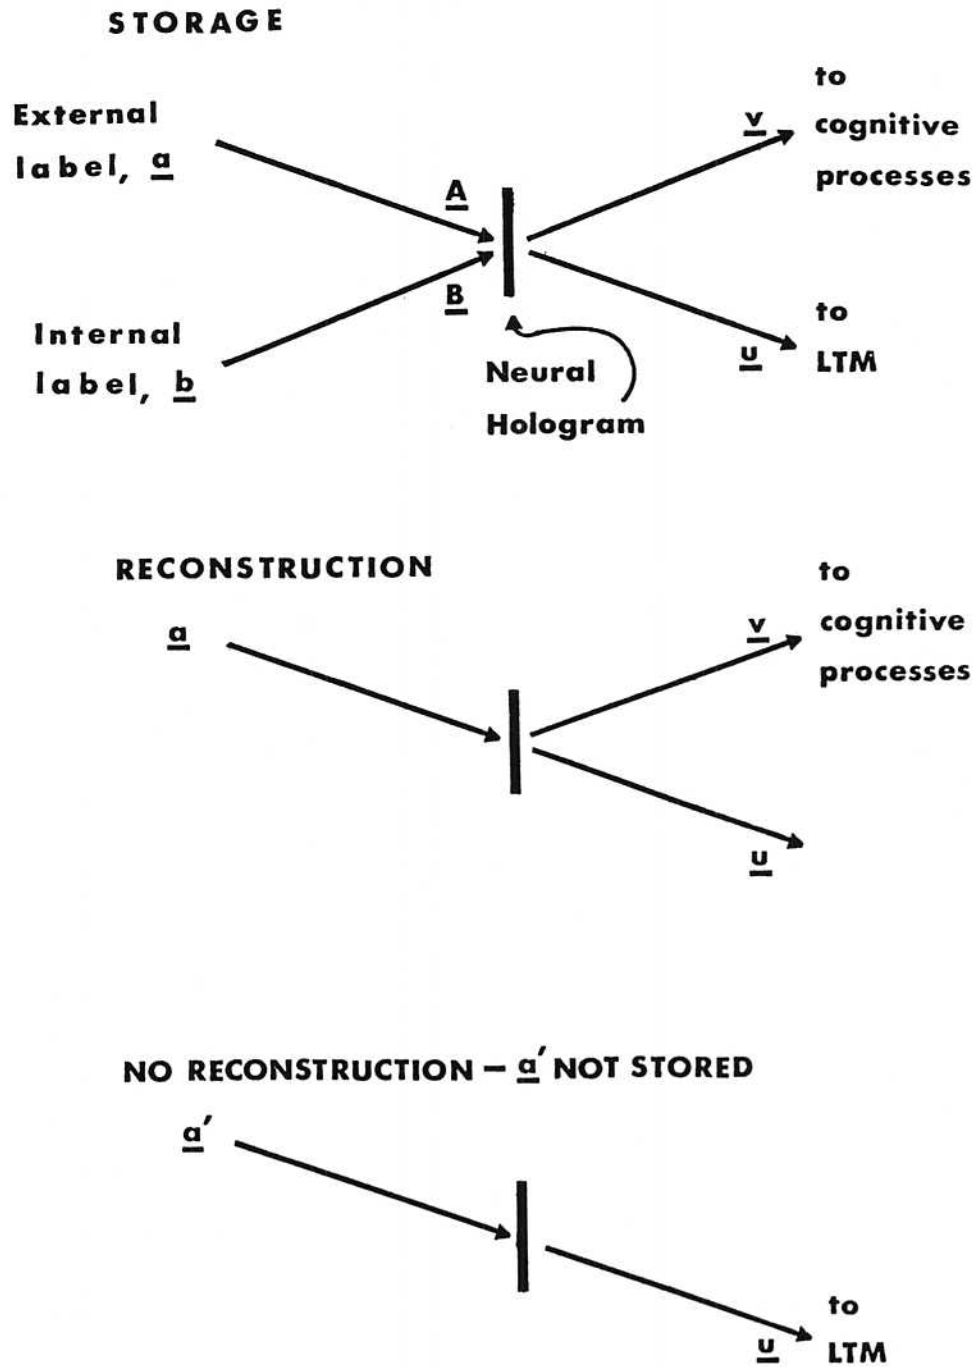 STORAGE
External
label, a
A
B
Internal
label, b
v
to
cognitive
processes
u
to
LTM
Neural
Hologram
RECONSTRUCTION
a
v
to
cognitive
processes
u
NO RECONSTRUCTION – a′ NOT STORED
a′
u
to
LTM